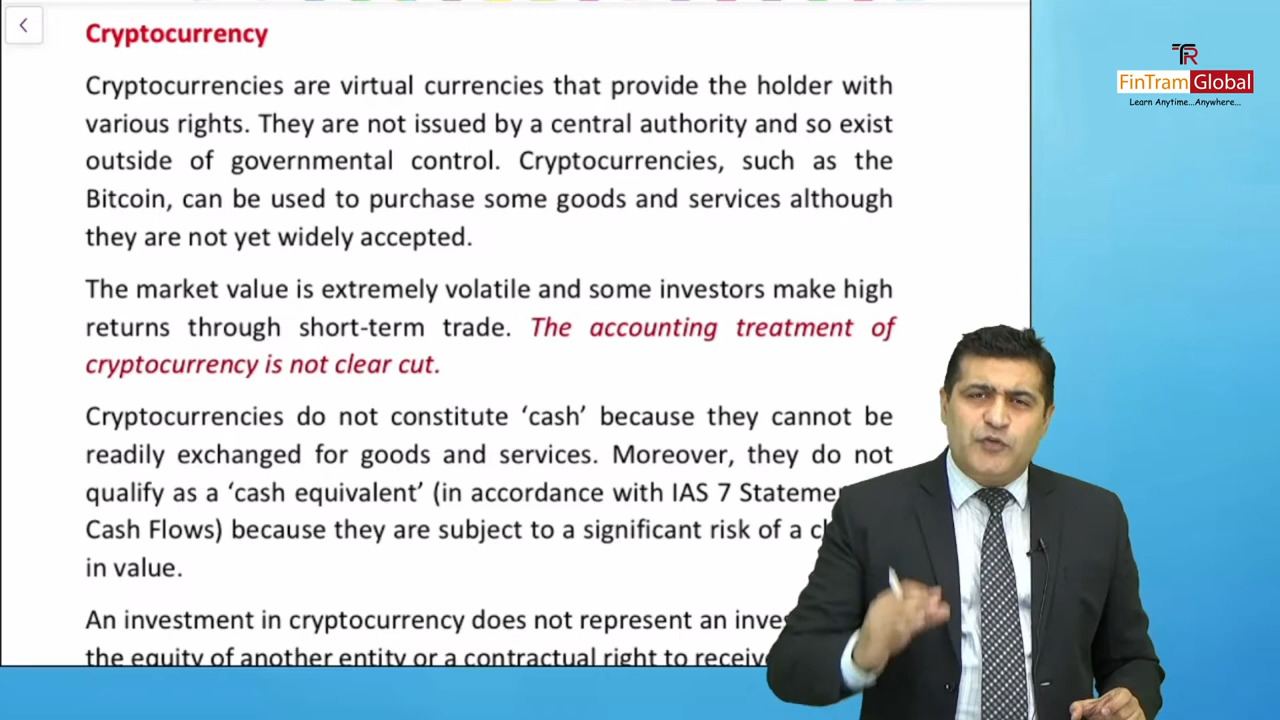 Cryptocurrency
Cryptocurrencies are virtual currencies that provide the holder with
various rights. They are not issued by a central authority and so exist
outside of governmental control. Cryptocurrencies, such as the
Bitcoin, can be used to purchase some goods and services although
they are not yet widely accepted.
The market value is extremely volatile and some investors make high
returns through short-term trade. The accounting treatment of
cryptocurrency is not clear cut.
Cryptocurrencies do not constitute ‘cash’ because they cannot be
readily exchanged for goods and services. Moreover, they do not
qualify as a ‘cash equivalent’ (in accordance with IAS 7
Cash Flows) because they are subject to a significant risk of a
in value.
An investment in cryptocurrency does not represent an
the equity of another entity or a contractual right to receive
FinTram Global
Learn Anytime...Anywhere...